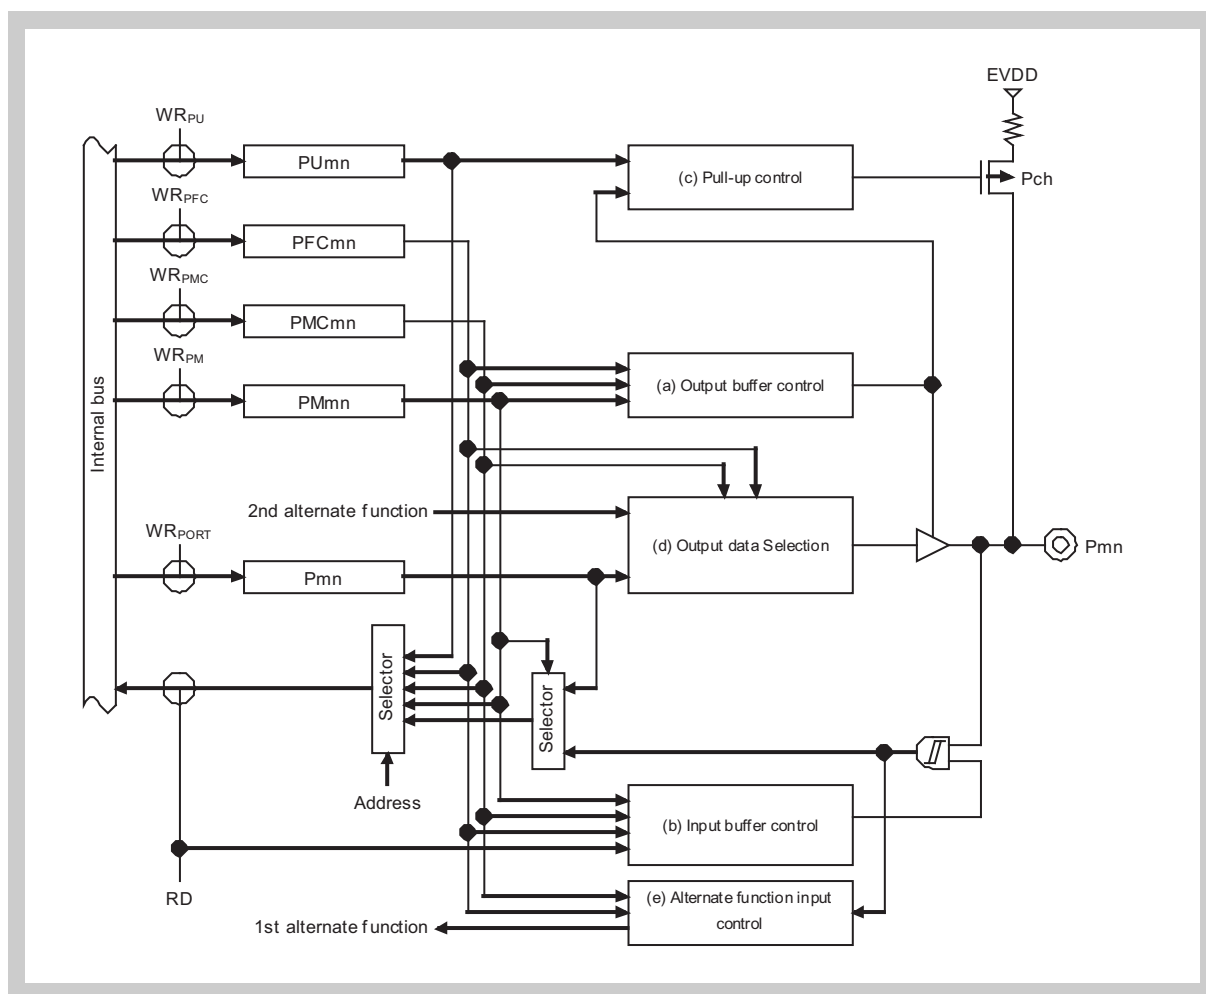 EVDD
WRPU
PUmn
(c) Pull-up control
Pch
WRPFC
PFCmn
WRPMC
PMCmn
WRPM
PMmn
(a) Output buffer control
Internal bus
2nd alternate function
WRPORT
(d) Output data Selection
Pmn
Pmn
Selector
Selector
Address
(b) Input buffer control
RD
(e) Alternate function input
control
1st alternate function